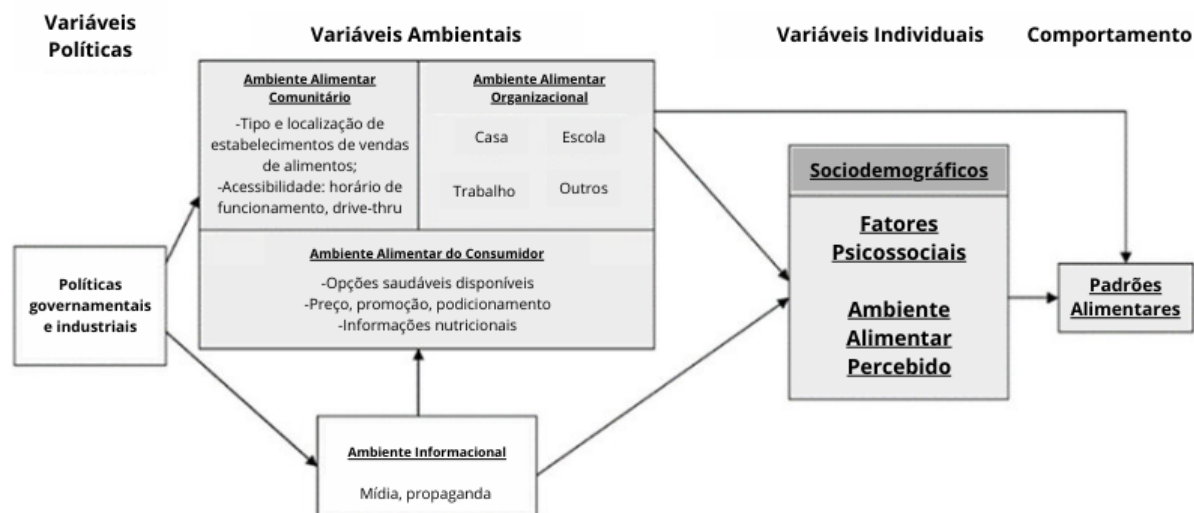 Variáveis
Políticas
Variáveis Ambientais
Variáveis Individuais
Comportamento
Ambiente Alimentar
Comunitário
-Tipo e localização de
estabelecimentos de vendas
de alimentos;
-Acessibilidade: horário de
funcionamento, drive-thru
Ambiente Alimentar
Organizacional
Casa
Escola
Trabalho
Outros
Ambiente Alimentar do Consumidor
-Opções saudáveis disponíveis
-Preço, promoção, podicionamento
-Informações nutricionais
Políticas
governamentais
e industriais
Ambiente Informacional
Mídia, propaganda
Sociodemográficos
Fatores
Psicossociais
Ambiente
Alimentar
Percebido
Padrões
Alimentares